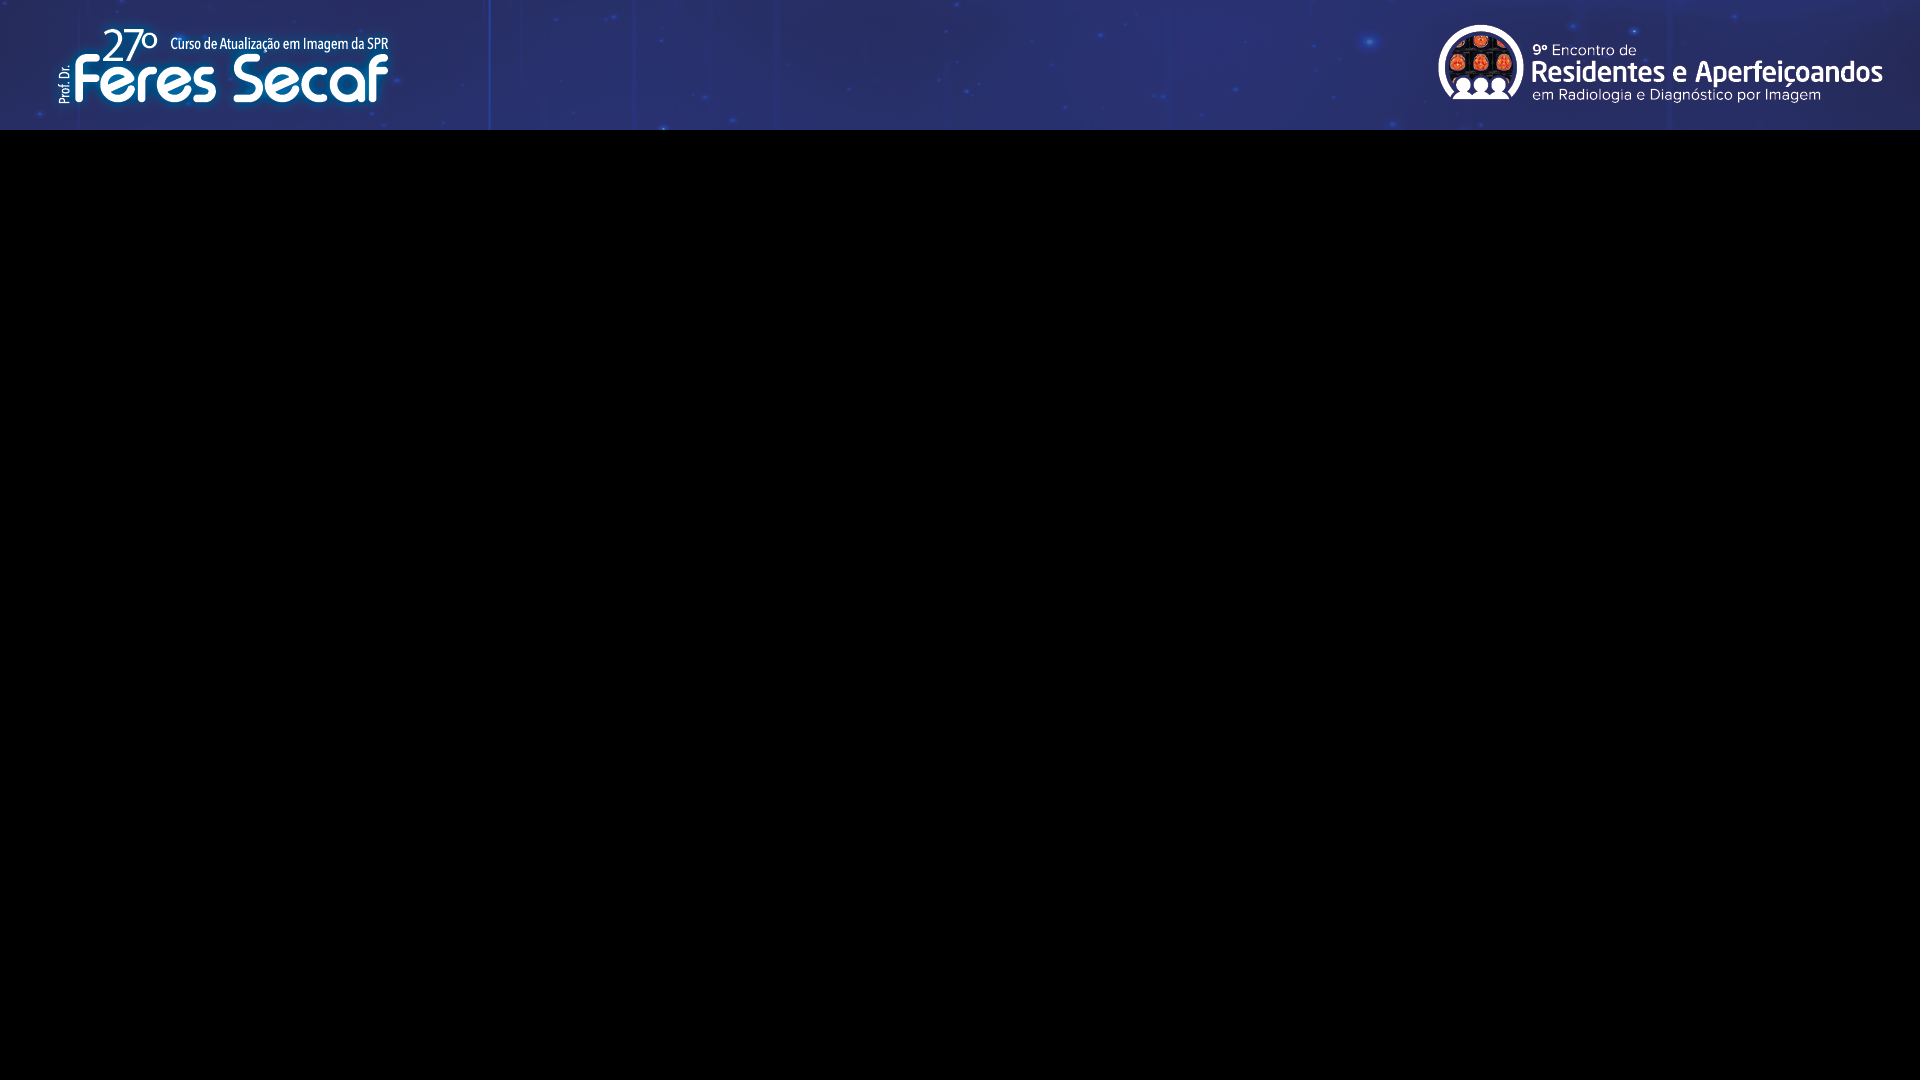 27º Curso de Atualização em Imagem da SPR
Prof. Dr.
Feres Secaf
9º Encontro de
Residentes e Aperfeiçoandos
em Radiologia e Diagnóstico por Imagem